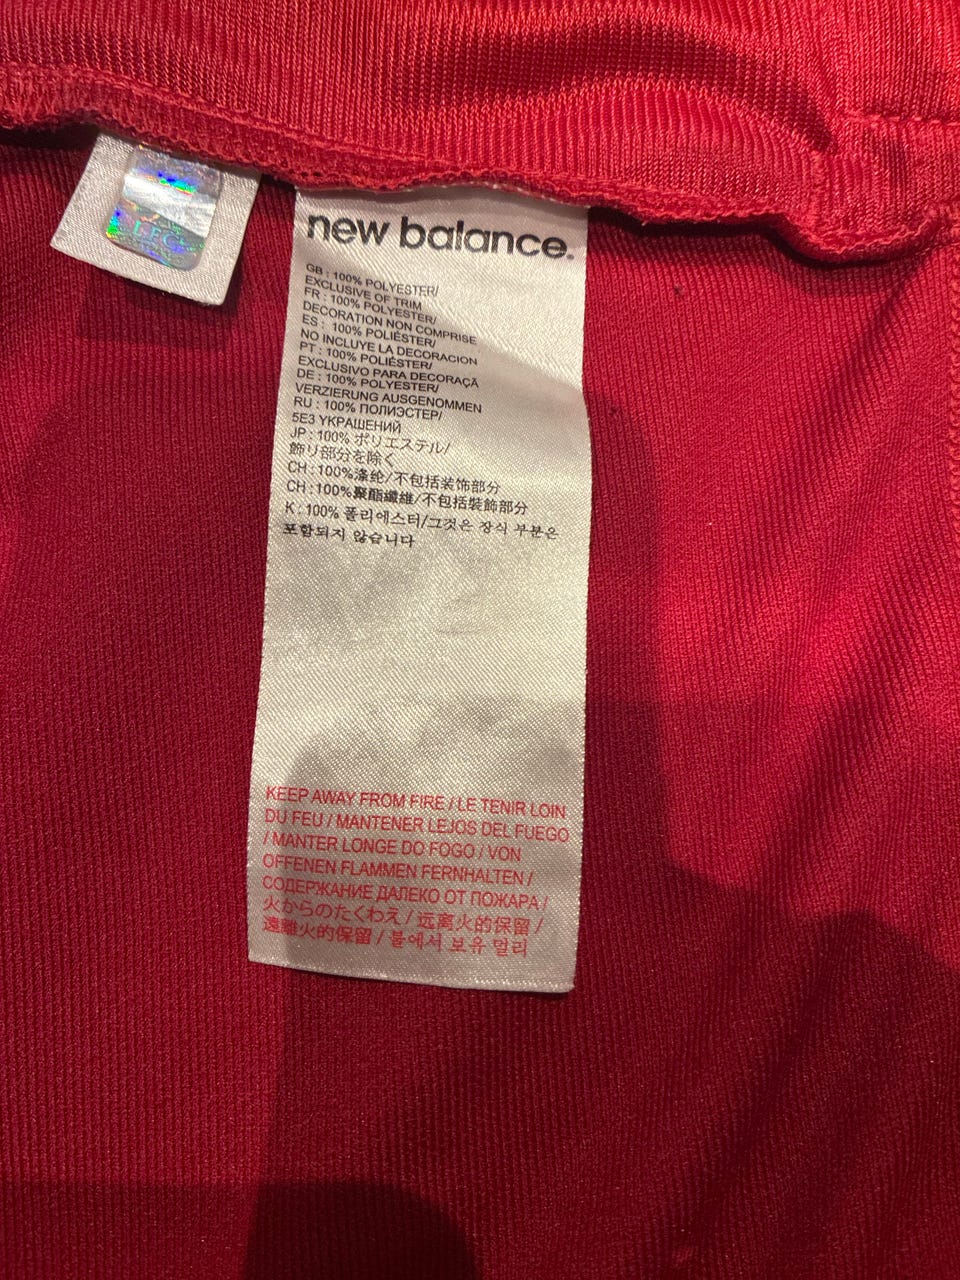 LFC
new balance.
GB : 100% POLYESTER/
EXCLUSIVE OF TRIM
FR : 100% POLYESTER/
DECORATION NON COMPRISE
ES : 100% POLIÉSTER/
NO INCLUYE LA DECORACION
PT : 100% POLIÉSTER/
EXCLUSIVO PARA DECORAÇÃ
DE : 100% POLYESTER/
VERZIERUNG AUSGENOMMEN
RU : 100% ПОЛИЭСТЕР/
5E3 УКРАШЕНИЙ
JP : 100% ポリエステル/
飾り部分を除く
CH : 100%涤纶/不包括装饰部分
CH : 100%聚酯纖維/不包括裝飾部分
K : 100% 폴리에스터/그것은 장식 부분은
포함되지 않습니다
KEEP AWAY FROM FIRE / LE TENIR LOIN
DU FEU / MANTENER LEJOS DEL FUEGO
/ MANTER LONGE DO FOGO / VON
OFFENEN FLAMMEN FERNHALTEN /
СОДЕРЖАНИЕ ДАЛЕКО ОТ ПОЖАРА /
火からのたくわえ / 远离火的保留 /
遠離火的保留 / 불에서 보유 멀리